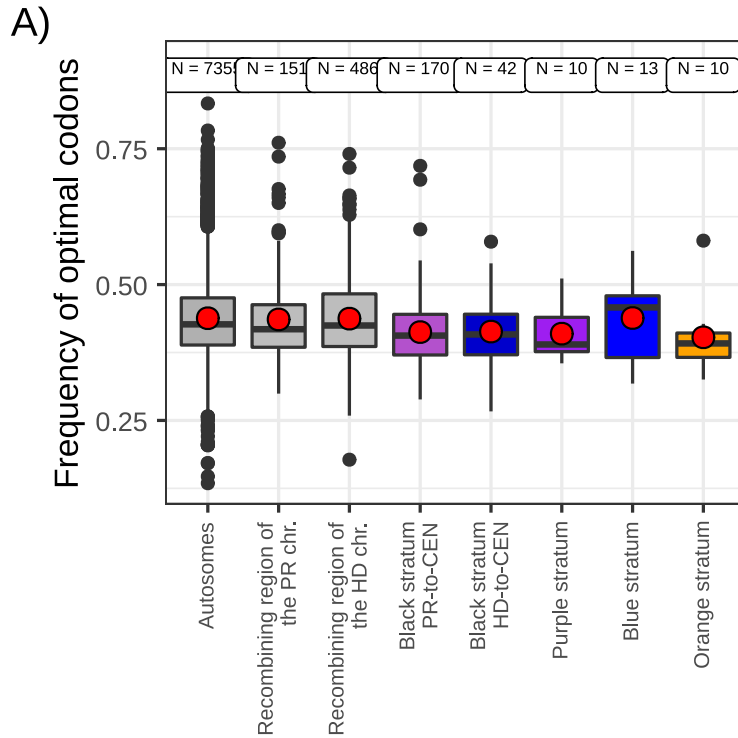 A)
N = 7355
N = 151
N = 486
N = 170
N = 42
N = 10
N = 13
N = 10
Frequency of optimal codons
0.75
0.50
0.25
Autosomes
Recombining region of
the PR chr.
Recombining region of
the HD chr.
Black stratum
PR-to-CEN
Black stratum
HD-to-CEN
Purple stratum
Blue stratum
Orange stratum